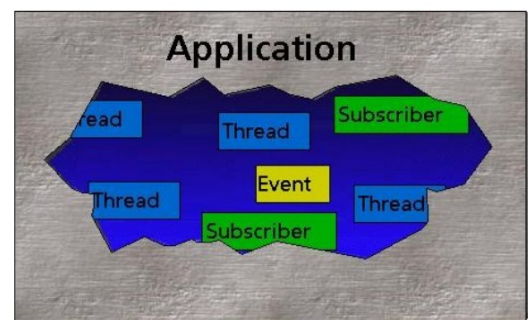 Application
read
Thread
Subscriber
Event
Thread
Thread
Subscriber